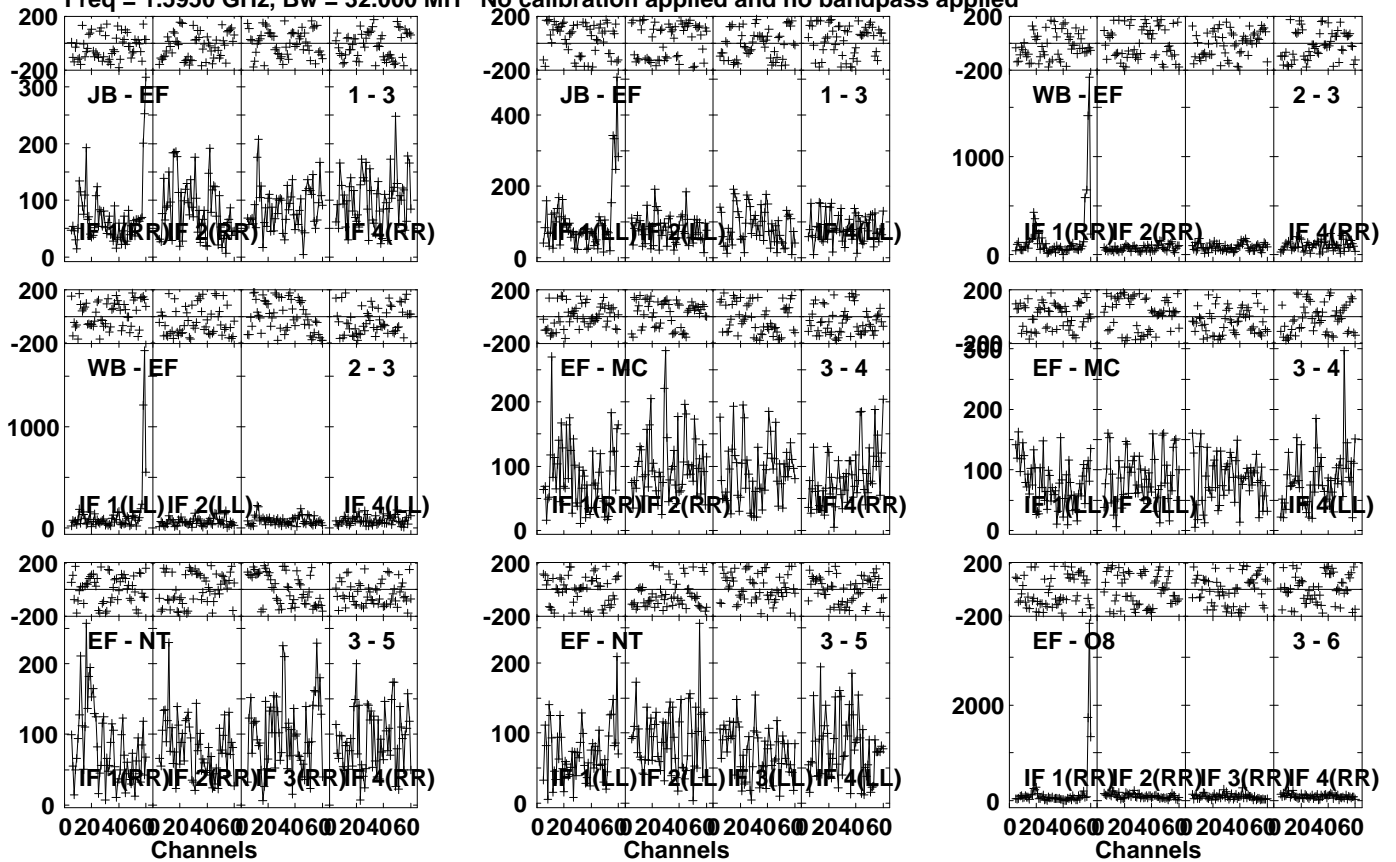 Freq = 1.5950 GHz, Bw = 32.000 MH No calibration applied and no bandpass applied
200 200 200
-200 -200 -200
300
JB - EF 1 - 3 JB - EF 1 - 3 WB - EF 2 - 3
400
200 1000
200
100
IF 1(RR) IF 2(RR) IF 4(RR) IF 1(LL) IF 2(LL) IF 4(LL) IF 1(RR) IF 2(RR) IF 4(RR)
0 0 0
200 200 200
-200 -200 -200
300
WB - EF 2 - 3 EF - MC 3 - 4 EF - MC 3 - 4
200 200
1000
100 100
IF 1(LL) IF 2(LL) IF 4(LL) IF 1(RR) IF 2(RR) IF 4(RR) IF 1(LL) IF 2(LL) IF 4(LL)
0 0 0
200 200 200
-200 -200 -200
EF - NT 3 - 5 EF - NT 3 - 5 EF - O8 3 - 6
200 200
2000
100 100
IF 1(RR) IF 2(RR) IF 3(RR) IF 4(RR) IF 1(LL) IF 2(LL) IF 3(LL) IF 4(LL) IF 1(RR) IF 2(RR) IF 3(RR) IF 4(RR)
0 0 0
0 20 40 60 0 20 40 60 0 20 40 60 0 20 40 60 0 20 40 60 0 20 40 60 0 20 40 60 0 20 40 60 0 20 40 60 0 20 40 60 0 20 40 60 0 20 40 60
Channels Channels Channels